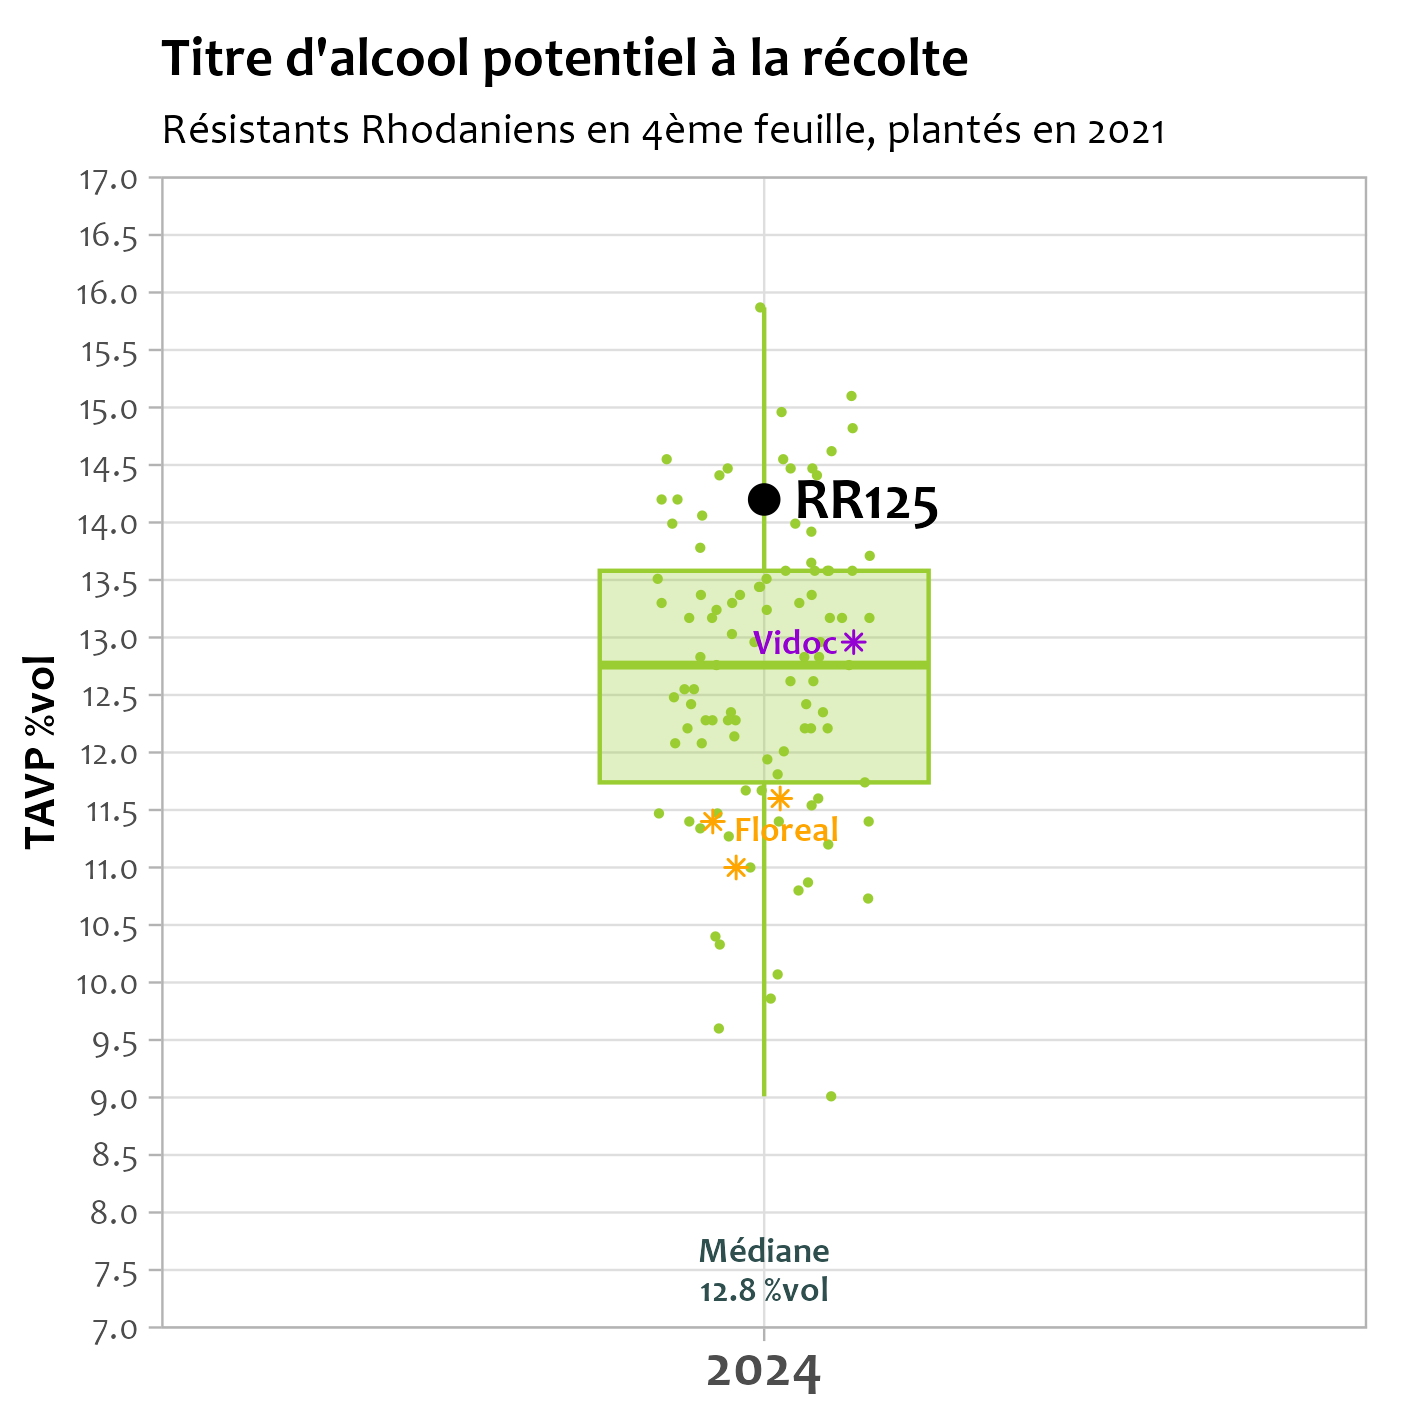 Titre d'alcool potentiel à la récolte
Résistants Rhodaniens en 4ème feuille, plantés en 2021
TAVP %vol
17.0
16.5
16.0
15.5
15.0
14.5
14.0
13.5
13.0
12.5
12.0
11.5
11.0
10.5
10.0
9.5
9.0
8.5
8.0
7.5
7.0
RR125
Vidoc
Floreal
Médiane
12.8 %vol
2024